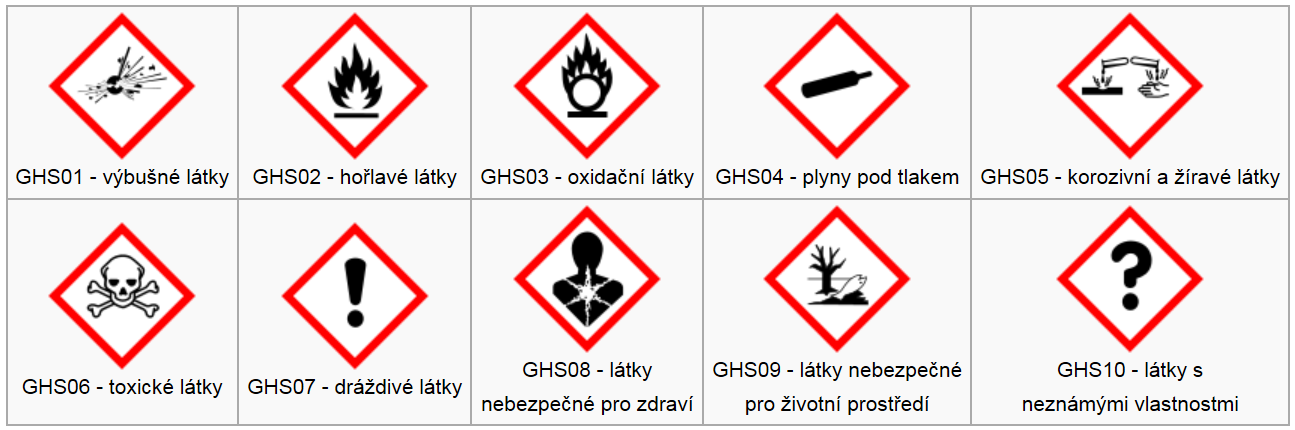 GHS01 - výbušné látky
GHS02 - hořlavé látky
GHS03 - oxidační látky
GHS04 - plyny pod tlakem
GHS05 - korozivní a žíravé látky
GHS06 - toxické látky
GHS07 - dráždivé látky
GHS08 - látky
nebezpečné pro zdraví
GHS09 - látky nebezpečné
pro životní prostředí
?
GHS10 - látky s
neznámými vlastnostmi